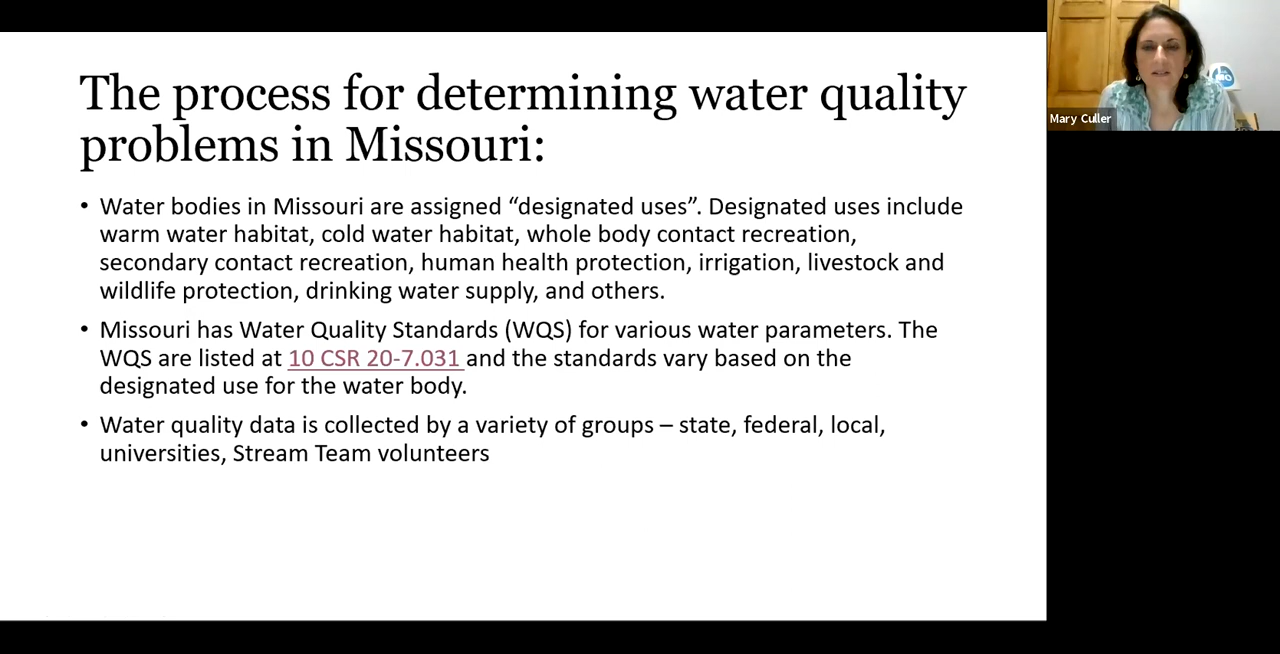 The process for determining water quality
problems in Missouri:
• Water bodies in Missouri are assigned “designated uses”. Designated uses include
warm water habitat, cold water habitat, whole body contact recreation,
secondary contact recreation, human health protection, irrigation, livestock and
wildlife protection, drinking water supply, and others.
• Missouri has Water Quality Standards (WQS) for various water parameters. The
WQS are listed at 10 CSR 20-7.031 and the standards vary based on the
designated use for the water body.
• Water quality data is collected by a variety of groups – state, federal, local,
universities, Stream Team volunteers
Mary Culler